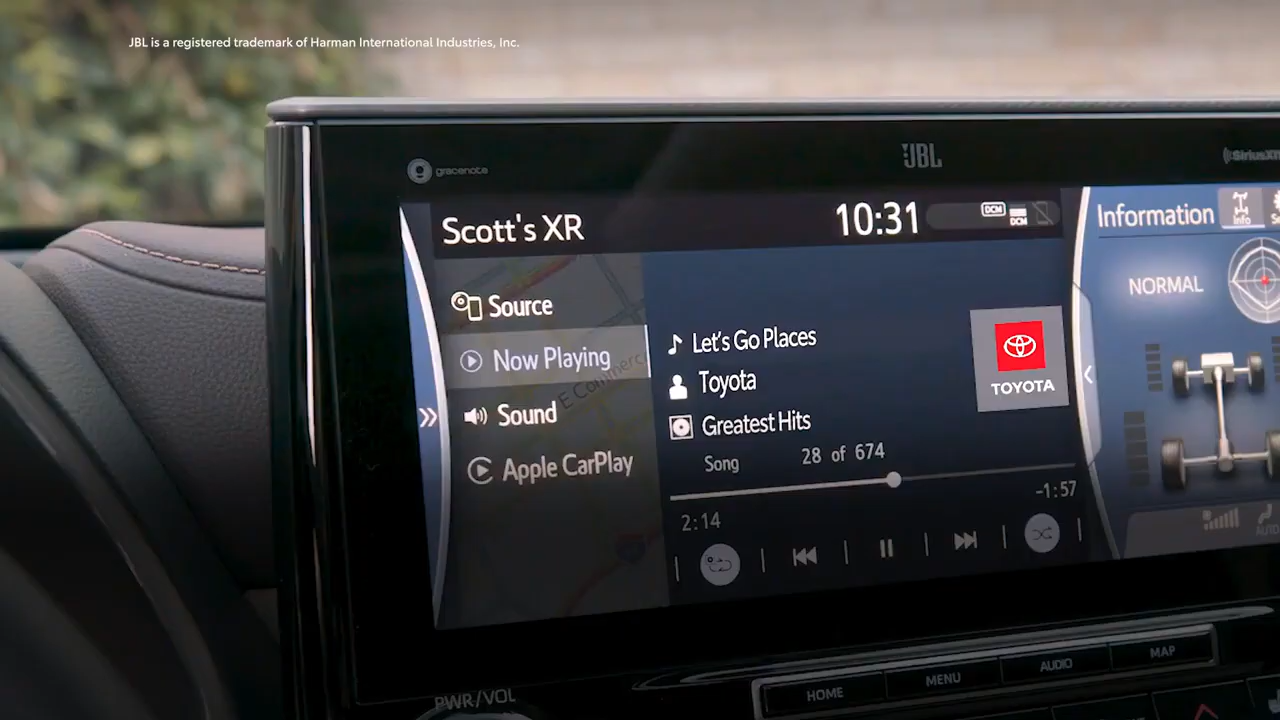 JBL is a registered trademark of Harman International Industries, Inc.
gracenote
JBL
Scott's XR
10:31
DCM
DCM
Information
Info
NORMAL
Source
Now Playing
Sound
Apple CarPlay
E Commerc
Let's Go Places
Toyota
Greatest Hits
Song 28 of 674
TOYOTA
2:14
-1:57
PWR/VOL
HOME
MENU
AUDIO
MAP